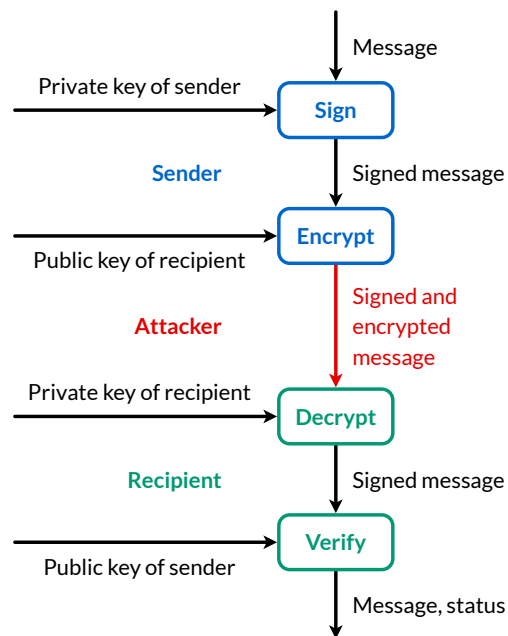 Message
Private key of sender
Sign
Sender
Signed message
Encrypt
Public key of recipient
Attacker
Signed and
encrypted
message
Private key of recipient
Decrypt
Recipient
Signed message
Verify
Public key of sender
Message, status